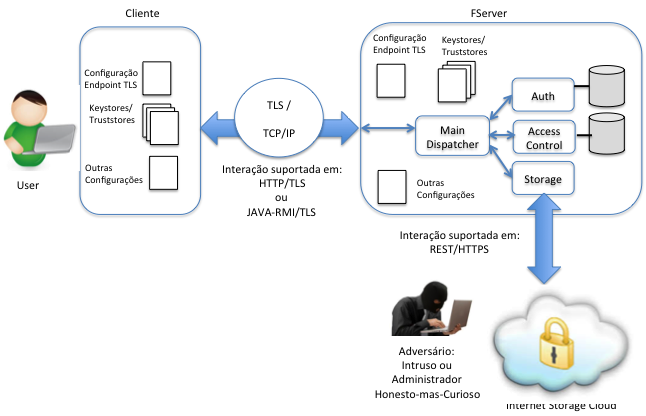 Cliente
FServer
Configuração
Endpoint TLS
Keystores/
Truststores
Outras
Configurações
User
TLS /
TCP/IP
Interação suportada em:
HTTP/TLS
ou
JAVA-RMI/TLS
Configuração
Endpoint TLS
Keystores/
Truststores
Main
Dispatcher
Auth
Access
Control
Storage
Outras
Configurações
Interação suportada em:
REST/HTTPS
Adversário:
Intruso ou
Administrador
Honesto-mas-Curioso
Internet Storage Cloud